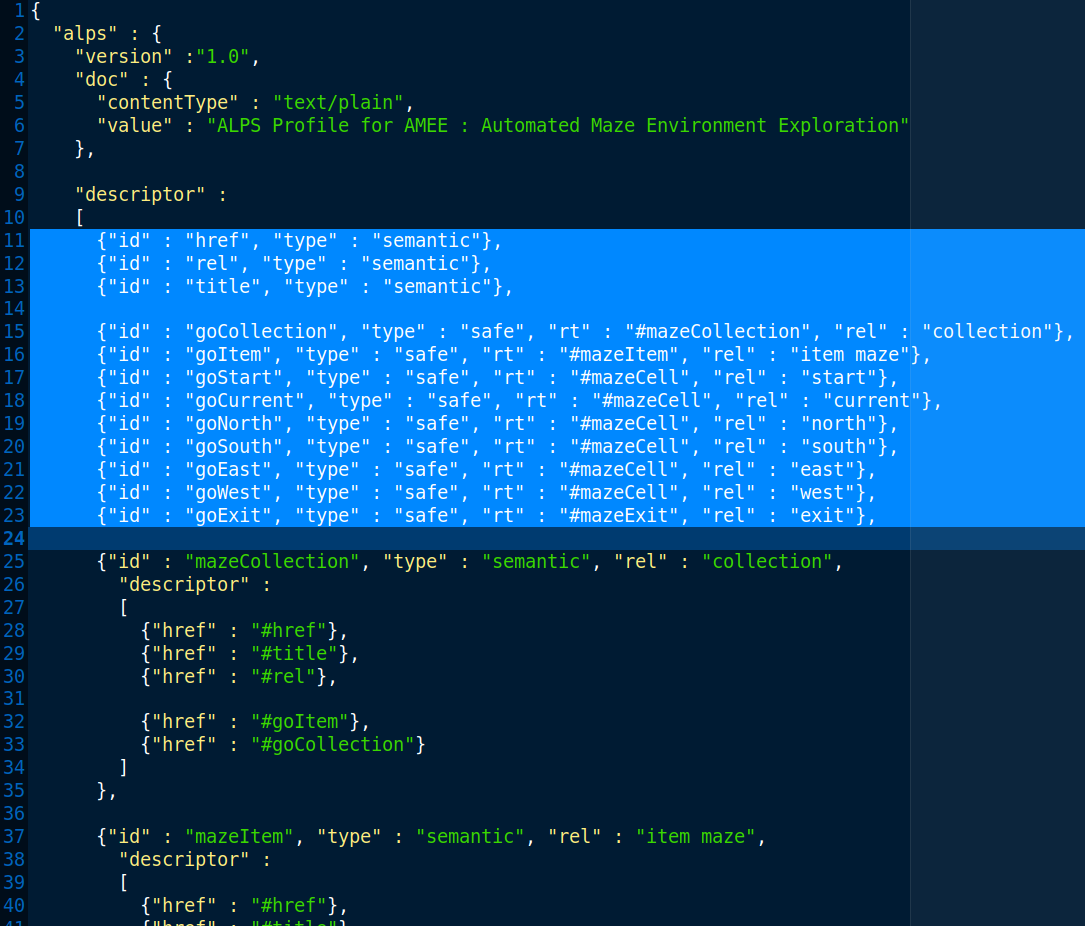 1 {
2   "alps" : {
3     "version" :"1.0",
4     "doc" : {
5       "contentType" : "text/plain",
6       "value" : "ALPS Profile for AMEE : Automated Maze Environment Exploration"
7     },
8
9     "descriptor" :
10     [
11       {"id" : "href", "type" : "semantic"},
12       {"id" : "rel", "type" : "semantic"},
13       {"id" : "title", "type" : "semantic"},
14
15       {"id" : "goCollection", "type" : "safe", "rt" : "#mazeCollection", "rel" : "collection"},
16       {"id" : "goItem", "type" : "safe", "rt" : "#mazeItem", "rel" : "item maze"},
17       {"id" : "goStart", "type" : "safe", "rt" : "#mazeCell", "rel" : "start"},
18       {"id" : "goCurrent", "type" : "safe", "rt" : "#mazeCell", "rel" : "current"},
19       {"id" : "goNorth", "type" : "safe", "rt" : "#mazeCell", "rel" : "north"},
20       {"id" : "goSouth", "type" : "safe", "rt" : "#mazeCell", "rel" : "south"},
21       {"id" : "goEast", "type" : "safe", "rt" : "#mazeCell", "rel" : "east"},
22       {"id" : "goWest", "type" : "safe", "rt" : "#mazeCell", "rel" : "west"},
23       {"id" : "goExit", "type" : "safe", "rt" : "#mazeExit", "rel" : "exit"},
24
25       {"id" : "mazeCollection", "type" : "semantic", "rel" : "collection",
26         "descriptor" :
27         [
28           {"href" : "#href"},
29           {"href" : "#title"},
30           {"href" : "#rel"},
31
32           {"href" : "#goItem"},
33           {"href" : "#goCollection"}
34         ]
35       },
36
37       {"id" : "mazeItem", "type" : "semantic", "rel" : "item maze",
38         "descriptor" :
39         [
40           {"href" : "#href"},
41           {"href" : "#title"}